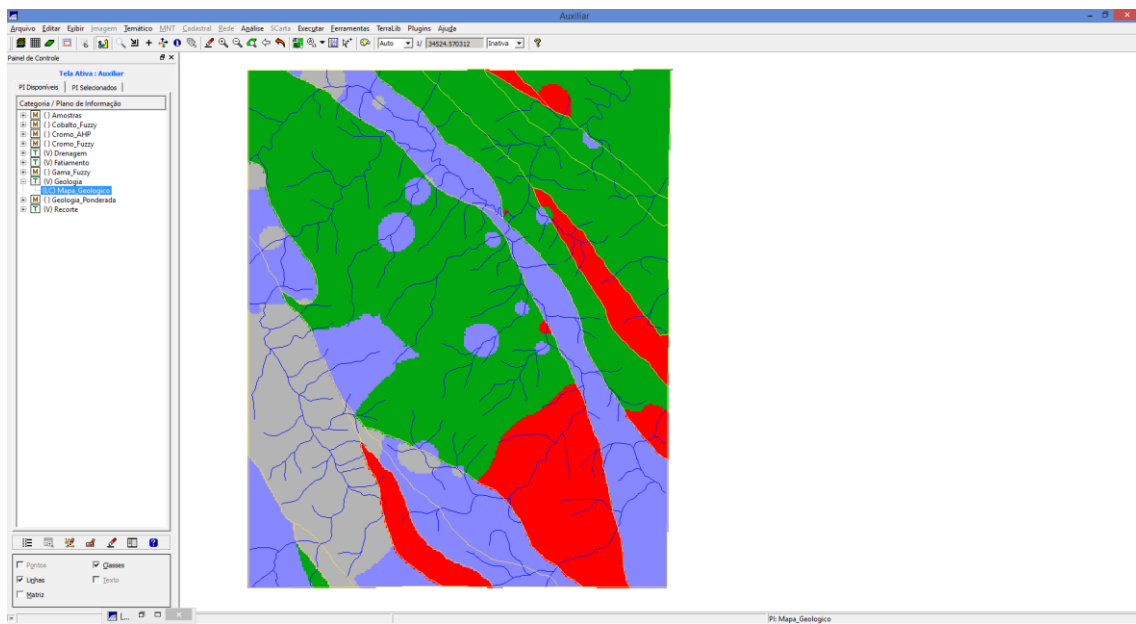 Auxiliar
Arquivo Editar Exibir Imagem Temático MNT Cadastral Rede Análise SCarta Executar Ferramentas TerraLib Plugins Ajuda
Auto 1/ 34524.570312 Inativa
Painel de Controle
Tela Ativa : Auxiliar
PI Disponíveis PI Selecionados
Categoria / Plano de Informação
M ( ) Amostras
M ( ) Cobalto_Fuzzy
M ( ) Cromo_AHP
M ( ) Cromo_Fuzzy
T (V) Drenagem
T (V) Fatiamento
M ( ) Gama_Fuzzy
T (V) Geologia
(LC) Mapa_Geologico
M ( ) Geologia_Ponderada
T (V) Recorte
Pontos Classes
Linhas Texto
Matriz
L...
PI: Mapa_Geologico